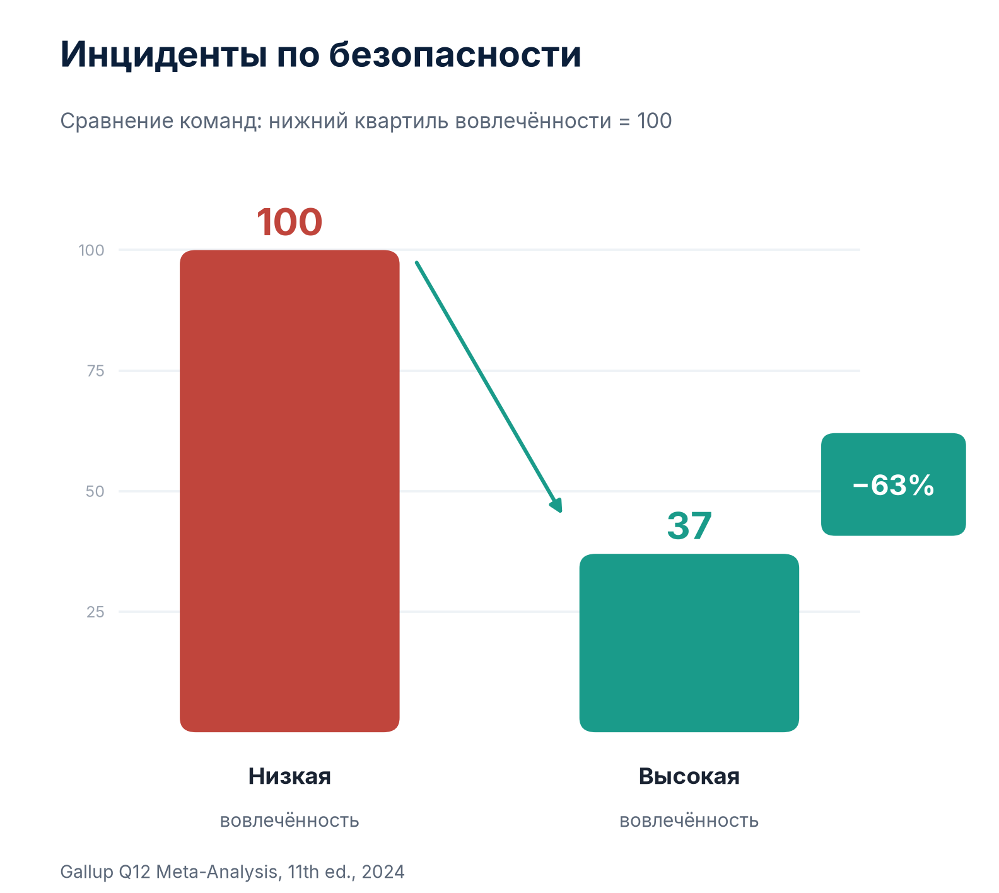 Инциденты по безопасности
Сравнение команд: нижний квартиль вовлечённости = 100
100
100
75
50
−63%
37
25
Низкая
Высокая
вовлечённость
вовлечённость
Gallup Q12 Meta-Analysis, 11th ed., 2024